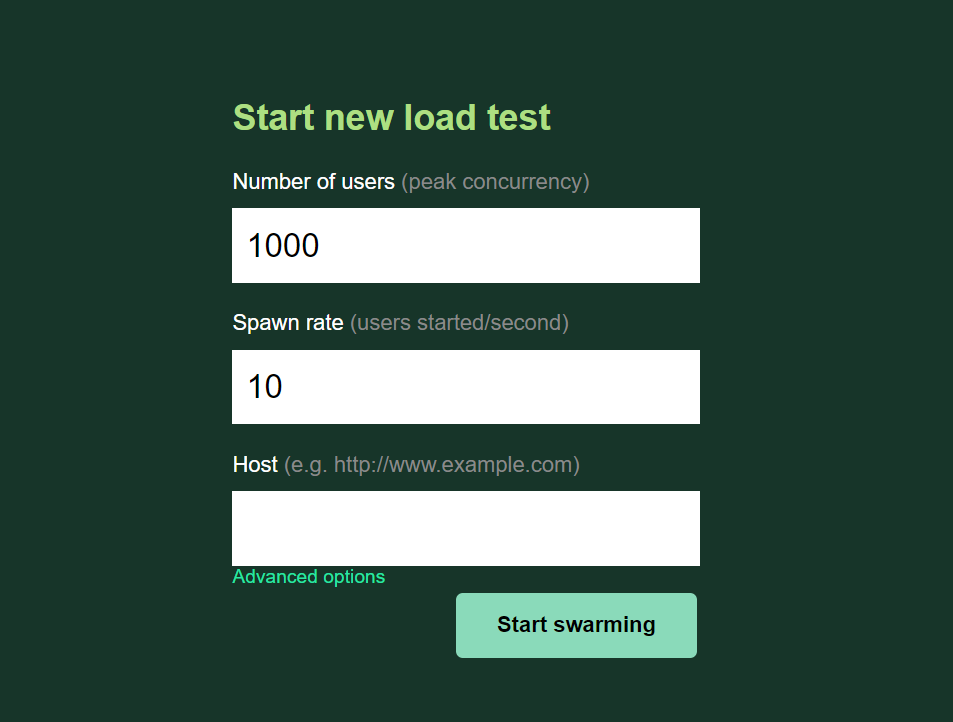 Start new load test
Number of users (peak concurrency)
1000
Spawn rate (users started/second)
10
Host (e.g. http://www.example.com)
Advanced options
Start swarming